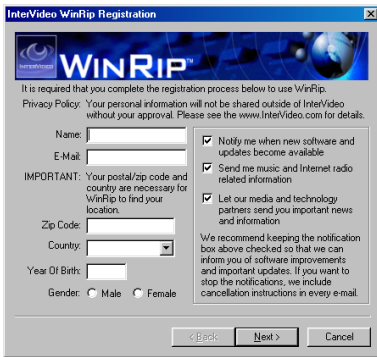 InterVideo WinRip Registration
INTERVIDEO
WINRIP™
It is required that you complete the registration process below to use WinRip.
Privacy Policy: Your personal information will not be shared outside of InterVideo
without your approval. Please see the www.InterVideo.com for details.
Name:
E-Mail:
IMPORTANT: Your postal/zip code and
country are necessary for
WinRip to find your
location.
Zip Code:
Country:
Year Of Birth:
Gender: Male Female
Notify me when new software and
updates become available
Send me music and Internet radio
related information
Let our media and technology
partners send you important news
and information
We recommend keeping the notification
box above checked so that we can
inform you of software improvements
and important updates. If you want to
stop the notifications, we include
cancellation instructions in every e-mail.
< Back Next > Cancel